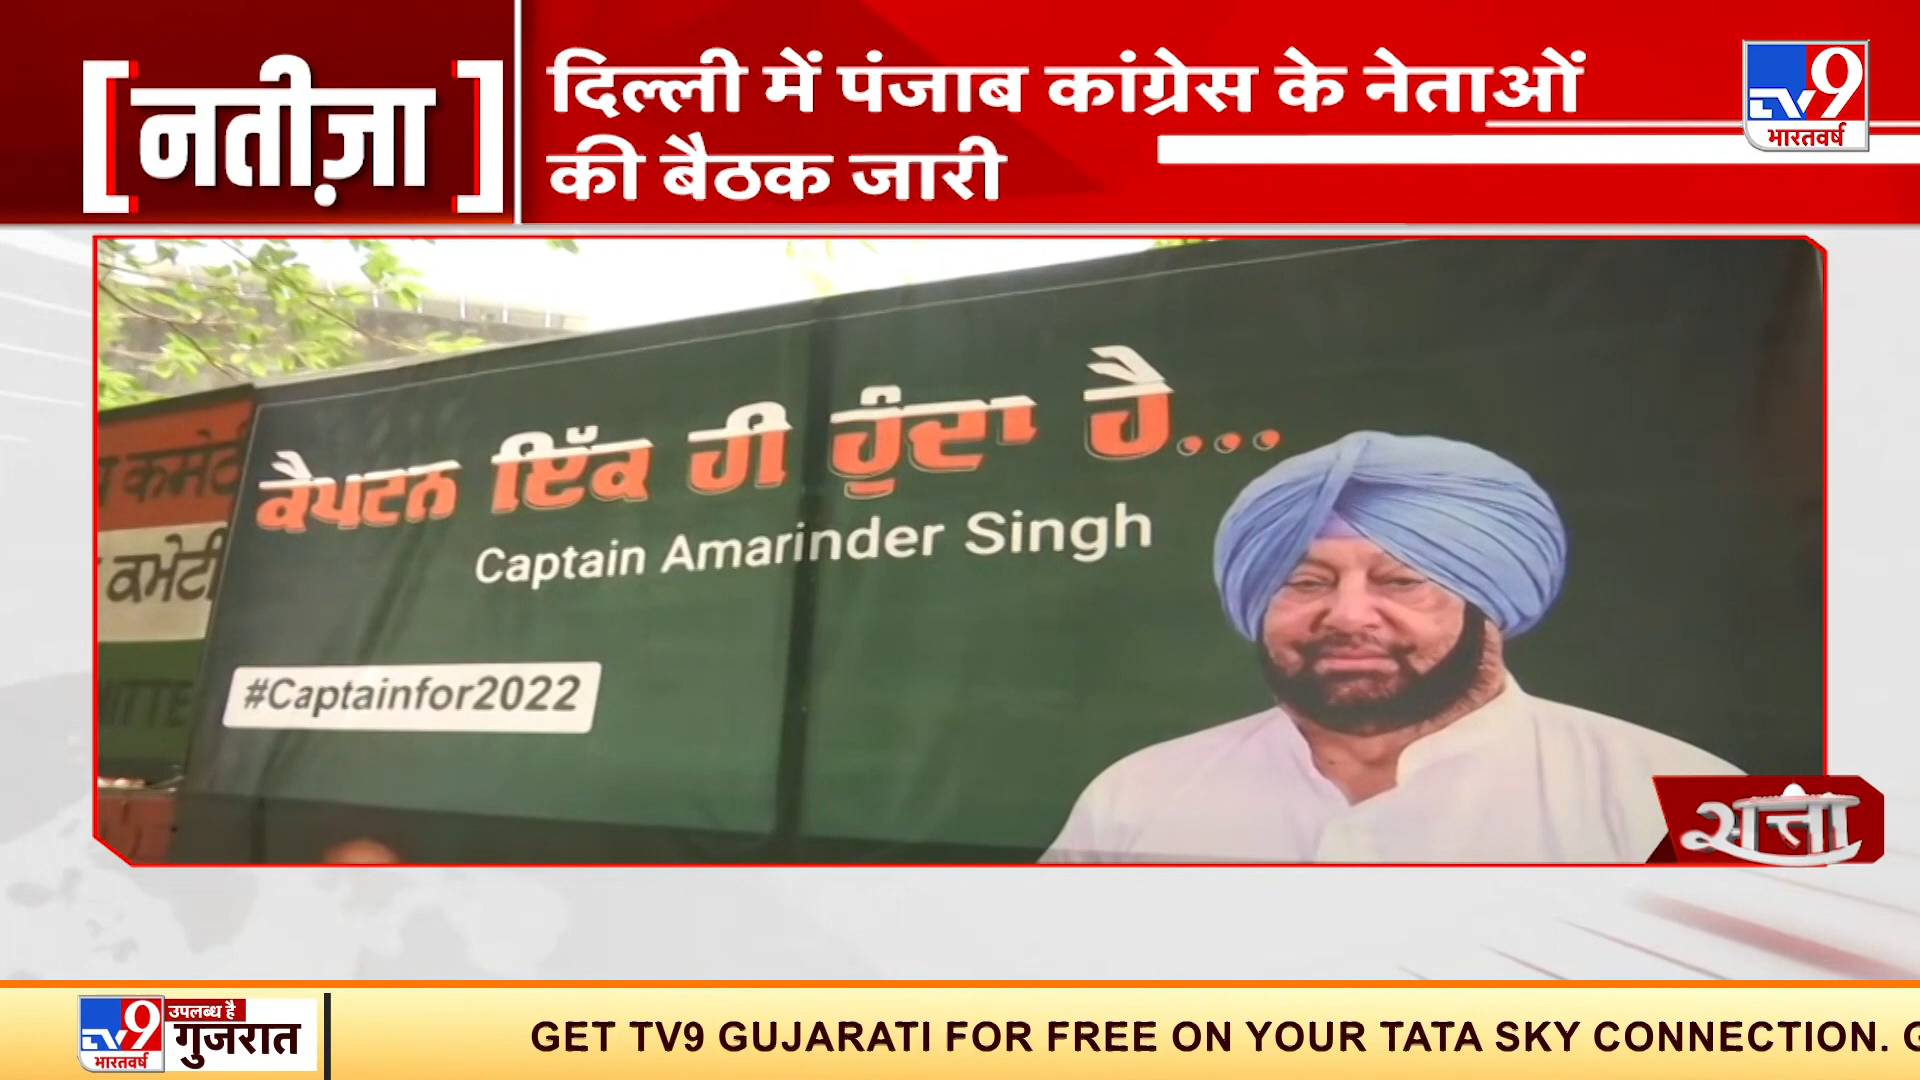 [नतीज़ा]
दिल्ली में पंजाब कांग्रेस के नेताओं
की बैठक जारी
TV9
भारतवर्ष
ਕੈਪਟਨ ਇੱਕ ਹੀ ਹੁੰਦਾ ਹੈ...
Captain Amarinder Singh
#Captainfor2022
ਕਮੇਟੀ
सत्ता
TV9
भारतवर्ष
उपलब्ध है
गुजरात
GET TV9 GUJARATI FOR FREE ON YOUR TATA SKY CONNECTION. G